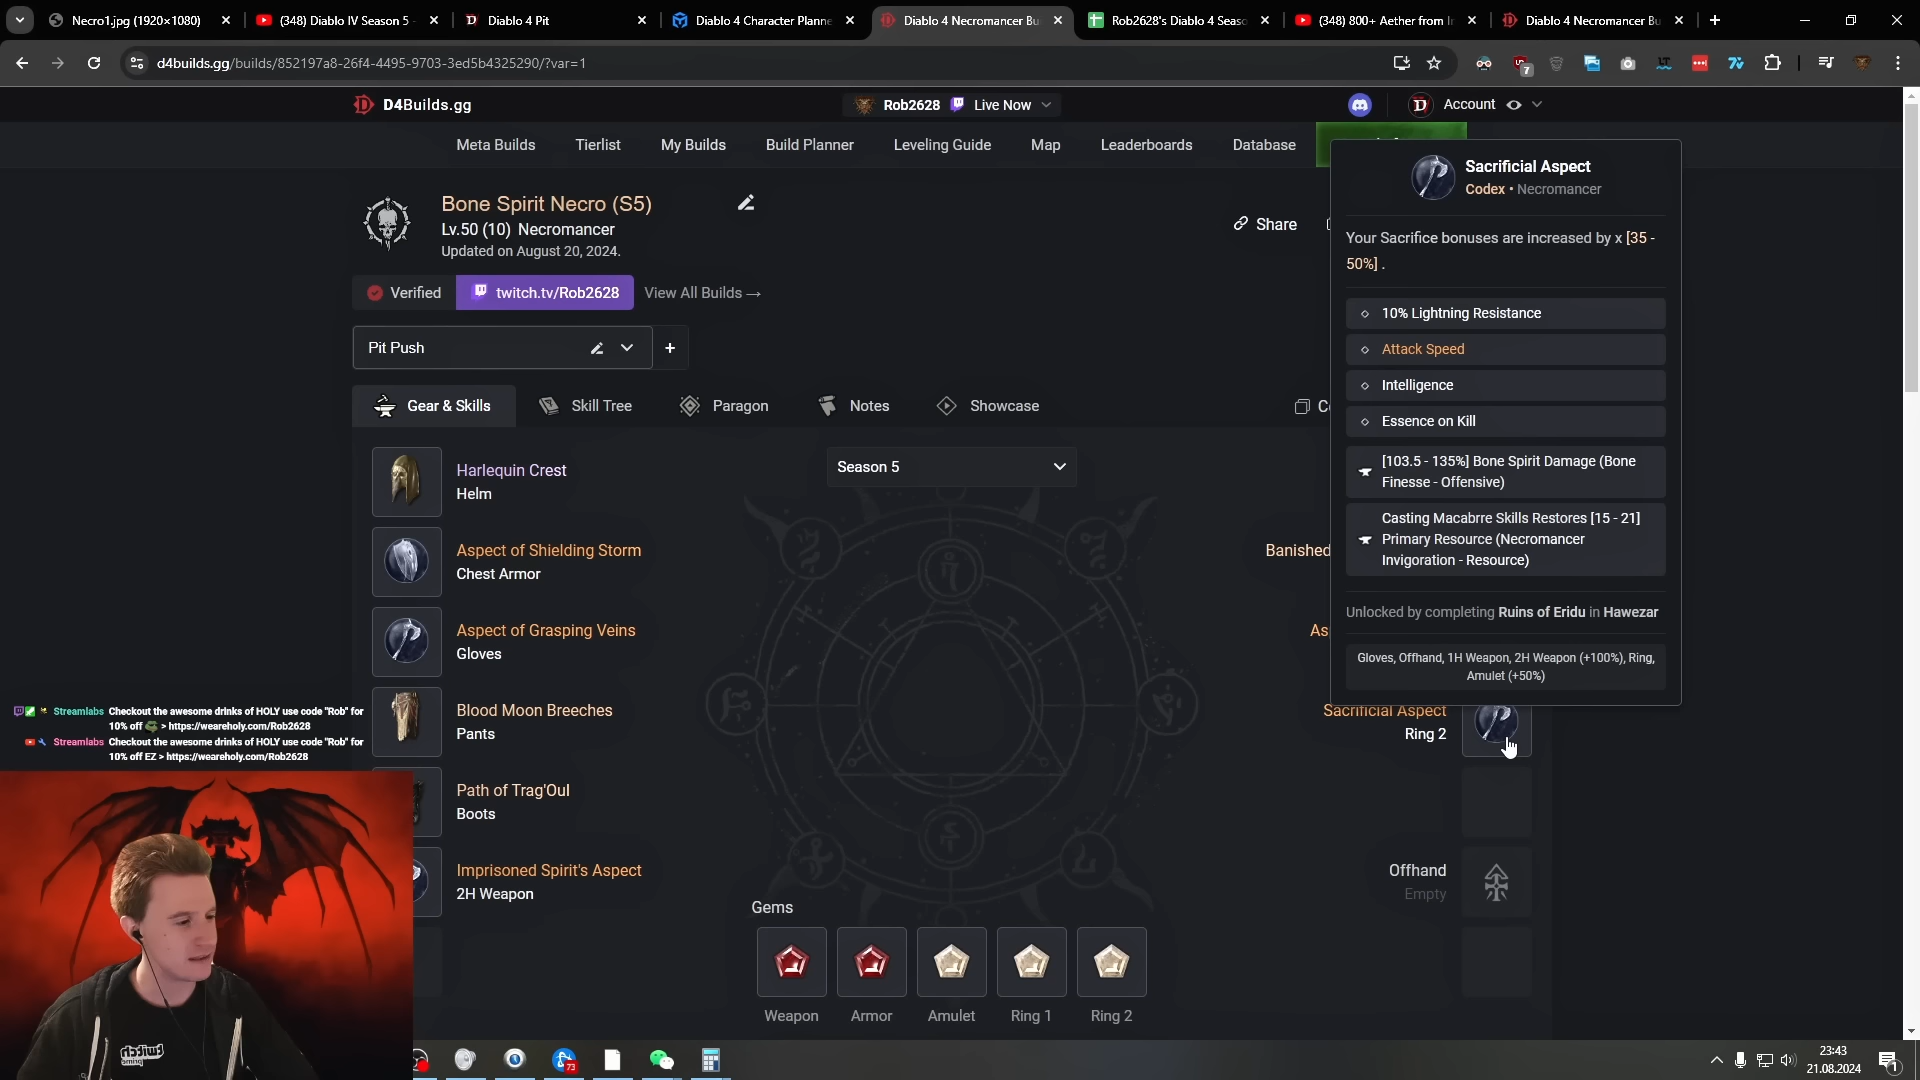 Necro1.jpg (1920×1080)
(348) Diablo IV Season 5 -
Diablo 4 Pit
Diablo 4 Character Planne
Diablo 4 Necromancer Bu
Rob2628's Diablo 4 Seaso
(348) 800+ Aether from I
Diablo 4 Necromancer Bu
d4builds.gg/builds/852197a8-26f4-4495-9703-3ed5b4325290/?var=1
7
D4Builds.gg
Rob2628 Live Now
Account
Meta Builds
Tierlist
My Builds
Build Planner
Leveling Guide
Map
Leaderboards
Database
Bone Spirit Necro (S5)
Lv.50 (10) Necromancer
Updated on August 20, 2024.
Share
Verified
twitch.tv/Rob2628
View All Builds →
Pit Push
+
Gear & Skills
Skill Tree
Paragon
Notes
Showcase
C
Harlequin Crest
Helm
Season 5
Aspect of Shielding Storm
Chest Armor
Aspect of Grasping Veins
Gloves
Blood Moon Breeches
Pants
Path of Trag'Oul
Boots
Imprisoned Spirit's Aspect
2H Weapon
Banished
As
Sacrificial Aspect
Ring 2
Offhand
Empty
Gems
Weapon
Armor
Amulet
Ring 1
Ring 2
Sacrificial Aspect
Codex • Necromancer
Your Sacrifice bonuses are increased by x [35 -
50%] .
10% Lightning Resistance
Attack Speed
Intelligence
Essence on Kill
[103.5 - 135%] Bone Spirit Damage (Bone
Finesse - Offensive)
Casting Macabrre Skills Restores [15 - 21]
Primary Resource (Necromancer
Invigoration - Resource)
Unlocked by completing Ruins of Eridu in Hawezar
Gloves, Offhand, 1H Weapon, 2H Weapon (+100%), Ring,
Amulet (+50%)
Streamlabs Checkout the awesome drinks of HOLY use code "Rob" for
10% off > https://weareholy.com/Rob2628
Streamlabs Checkout the awesome drinks of HOLY use code "Rob" for
10% off EZ > https://weareholy.com/Rob2628
73
23:43
21.08.2024
1